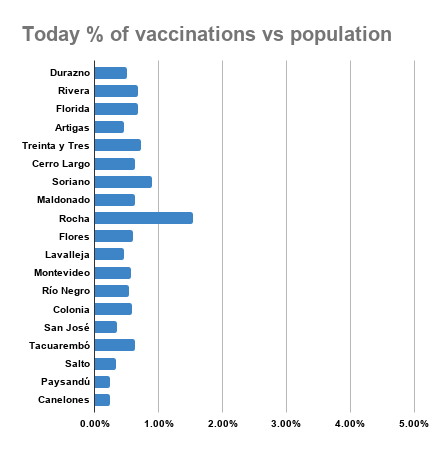 Today % of vaccinations vs population
Durazno
Rivera
Florida
Artigas
Treinta y Tres
Cerro Largo
Soriano
Maldonado
Rocha
Flores
Lavalleja
Montevideo
Río Negro
Colonia
San José
Tacuarembó
Salto
Paysandú
Canelones
0.00% 1.00% 2.00% 3.00% 4.00% 5.00%